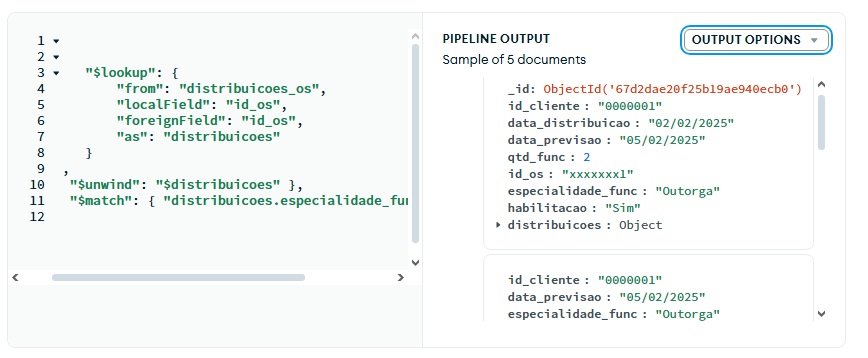 1
2
3 "$lookup": {
4 "from": "distribuicoes_os",
5 "localField": "id_os",
6 "foreignField": "id_os",
7 "as": "distribuicoes"
8 }
9 ,
10 "$unwind": "$distribuicoes" },
11 "$match": { "distribuicoes.especialidade_fu
12
PIPELINE OUTPUT
OUTPUT OPTIONS
Sample of 5 documents
_id: ObjectId('67d2dae20f25b19ae940ecb0')
id_cliente : "0000001"
data_distribuicao : "02/02/2025"
data_previsao : "05/02/2025"
qtd_func : 2
id_os : "xxxxxxx1"
especialidade_func : "Outorga"
habilitacao : "Sim"
distribuicoes : Object
id_cliente : "0000001"
data_previsao : "05/02/2025"
especialidade_func : "Outorga"